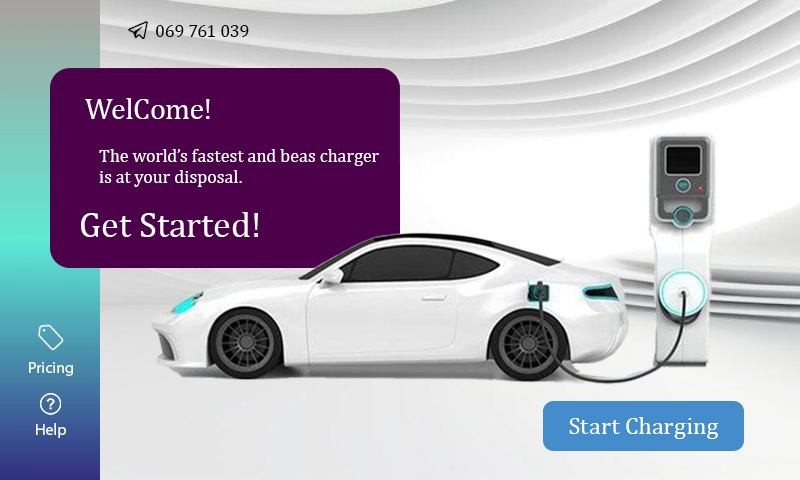 069 761 039
WelCome!
The world’s fastest and beas charger
is at your disposal.
Get Started!
Pricing
Help
Start Charging